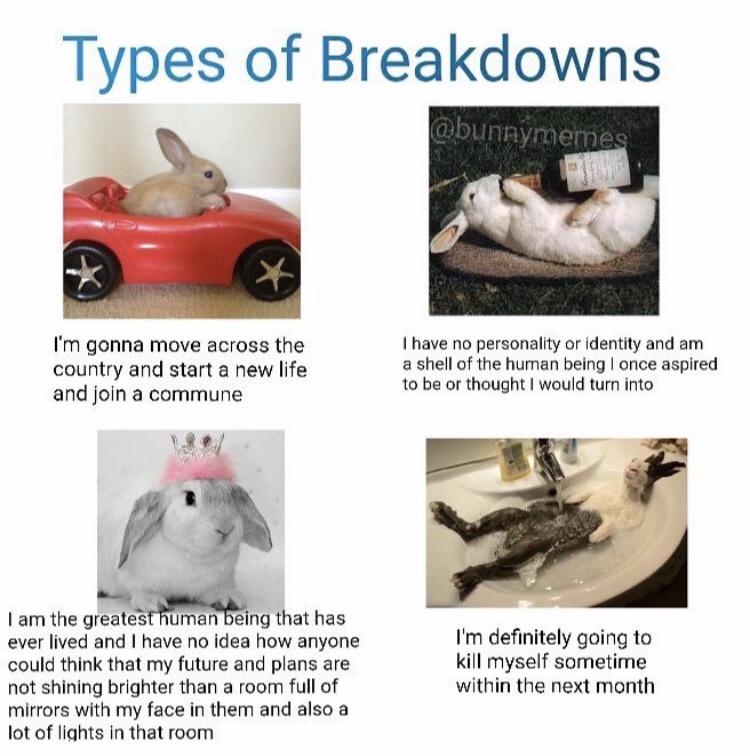 Types of Breakdowns
@bunnymemes
I'm gonna move across the
country and start a new life
and join a commune
I have no personality or identity and am
a shell of the human being I once aspired
to be or thought I would turn into
I am the greatest human being that has
ever lived and I have no idea how anyone
could think that my future and plans are
not shining brighter than a room full of
mirrors with my face in them and also a
lot of lights in that room
I'm definitely going to
kill myself sometime
within the next month